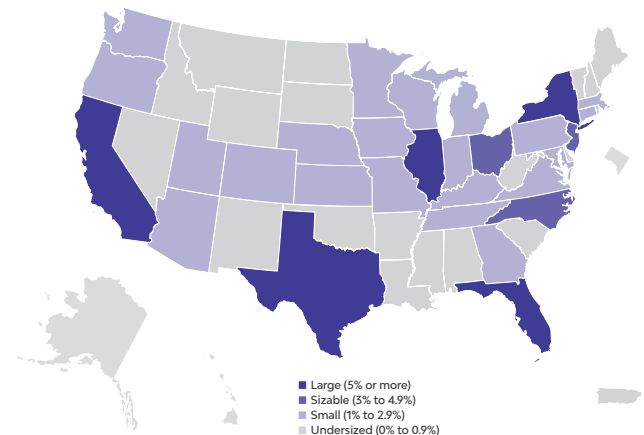 Large (5% or more)
Sizable (3% to 4.9%)
Small (1% to 2.9%)
Undersized (0% to 0.9%)